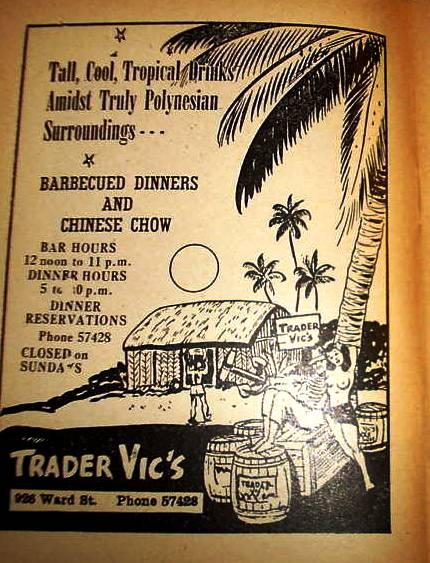 Tall, Cool, Tropical Drinks
Amidst Truly Polynesian
Surroundings ---
BARBECUED DINNERS
AND
CHINESE CHOW
BAR HOURS
12 noon to 11 p.m.
DINNER HOURS
5 to p.m.
DINNER
RESERVATIONS
Phone 57428
CLOSED on
SUNDAYS
TRADER
VIC'S
TRADER
TRADER VIC'S
926 Ward St. Phone 57428